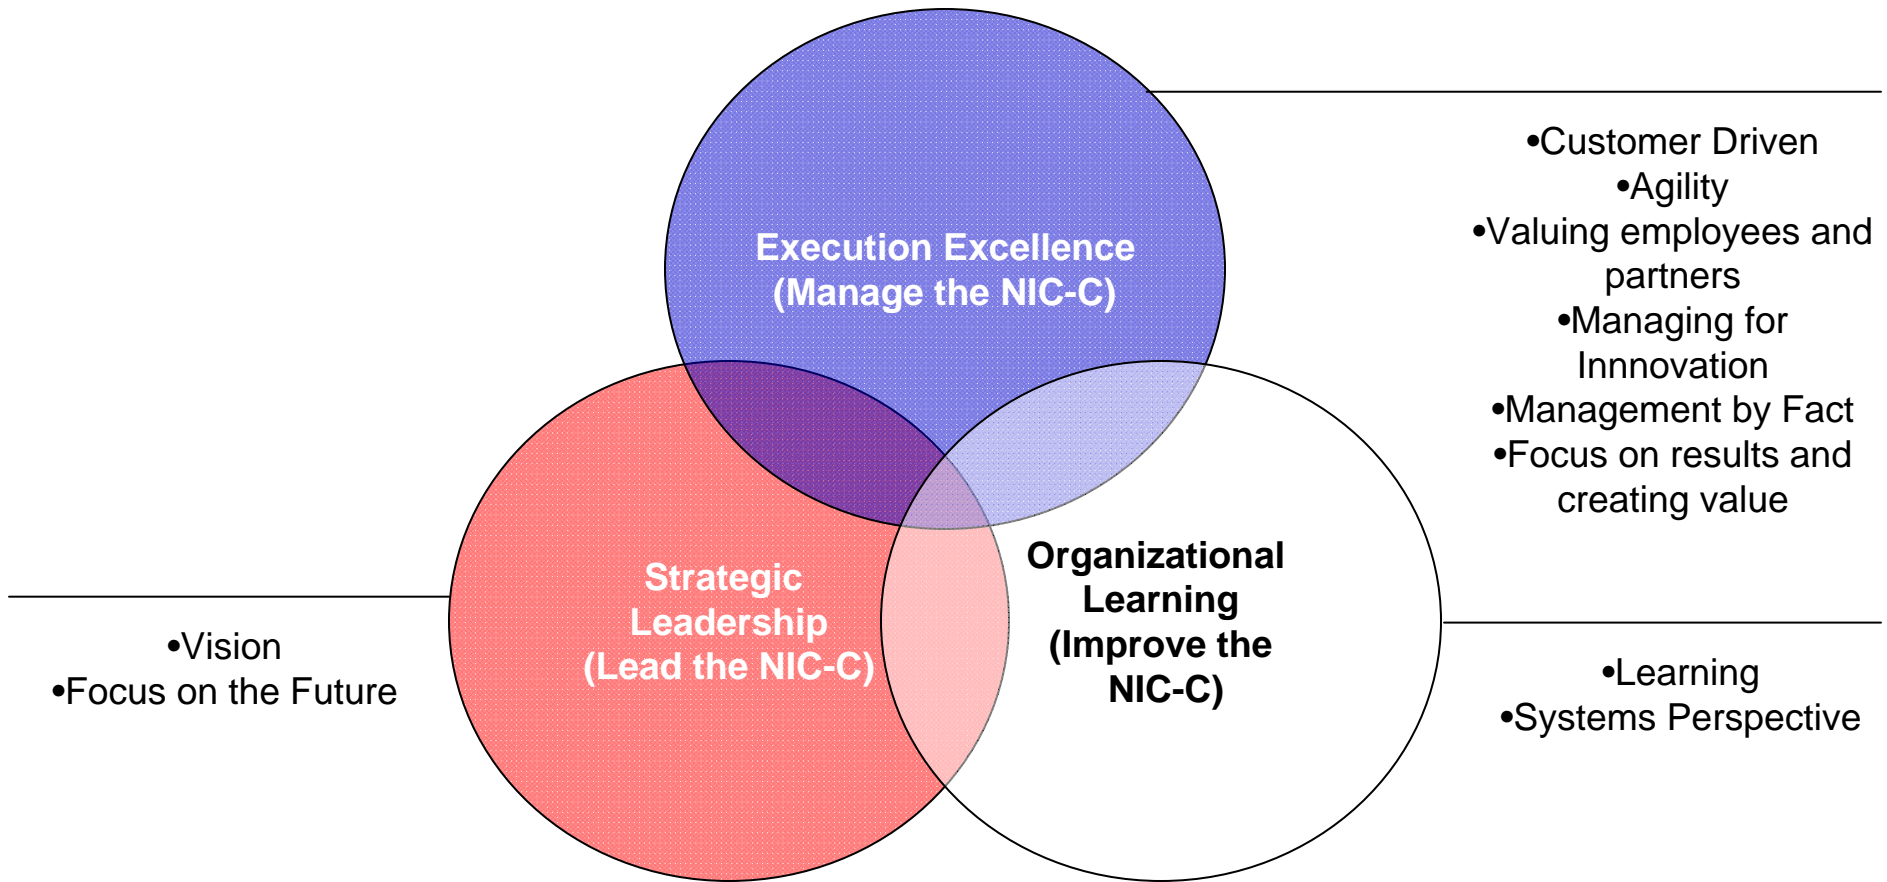 Execution Excellence
(Manage the NIC-C)
•Customer Driven
•Agility
•Valuing employees and
partners
•Managing for
Innnovation
•Management by Fact
•Focus on results and
creating value
Strategic
Leadership
(Lead the NIC-C)
•Vision
•Focus on the Future
Organizational
Learning
(Improve the
NIC-C)
•Learning
•Systems Perspective